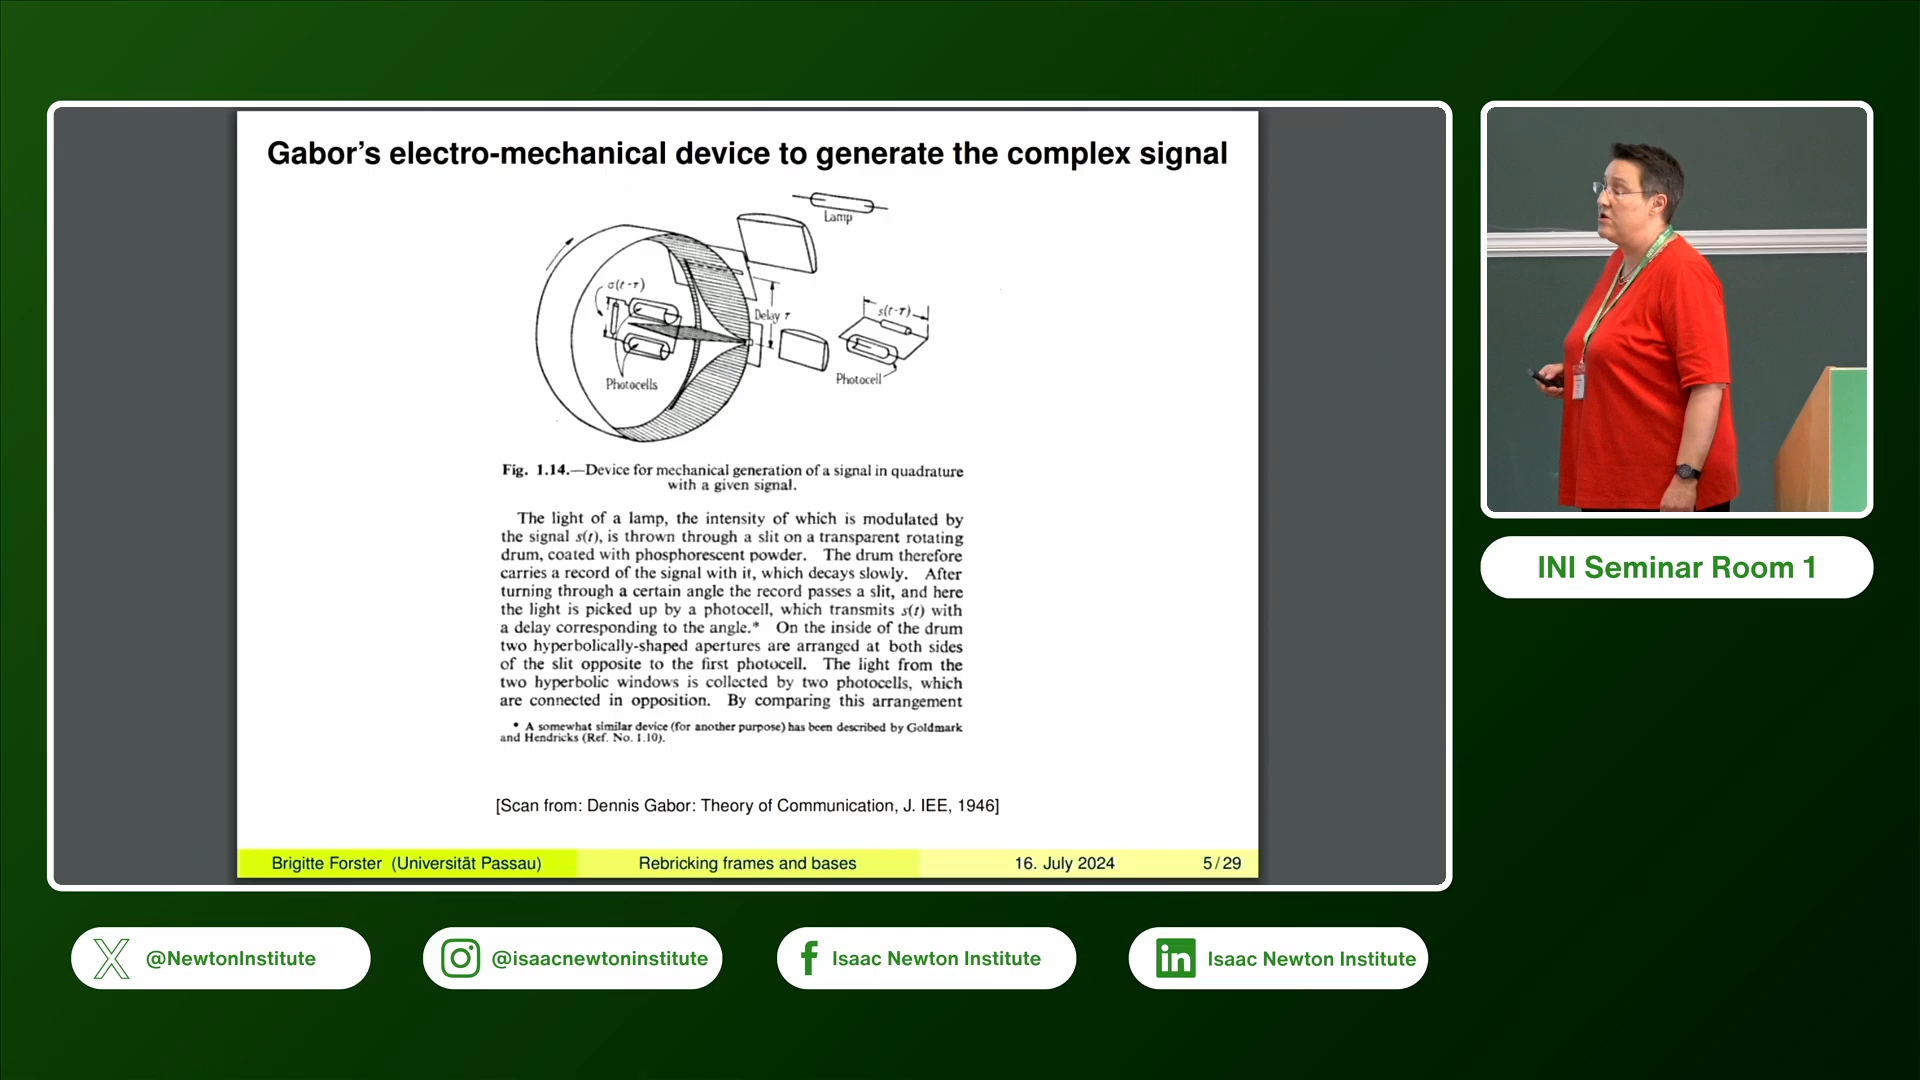 Gabor's electro-mechanical device to generate the complex signal
Lamp
σ(t-τ)
Delay τ
s(t-τ)
Photocells
Photocell
Fig. 1.14.—Device for mechanical generation of a signal in quadrature
with a given signal.
The light of a lamp, the intensity of which is modulated by
the signal s(t), is thrown through a slit on a transparent rotating
drum, coated with phosphorescent powder. The drum therefore
carries a record of the signal with it, which decays slowly. After
turning through a certain angle the record passes a slit, and here
the light is picked up by a photocell, which transmits s(t) with
a delay corresponding to the angle.* On the inside of the drum
two hyperbolically-shaped apertures are arranged at both sides
of the slit opposite to the first photocell. The light from the
two hyperbolic windows is collected by two photocells, which
are connected in opposition. By comparing this arrangement
* A somewhat similar device (for another purpose) has been described by Goldmark
and Hendricks (Ref. No. 1.10).
[Scan from: Dennis Gabor: Theory of Communication, J. IEE, 1946]
Brigitte Forster (Universität Passau) Rebricking frames and bases 16. July 2024 5 / 29
INI Seminar Room 1
@NewtonInstitute
@isaacnewtoninstitute
Isaac Newton Institute
Isaac Newton Institute